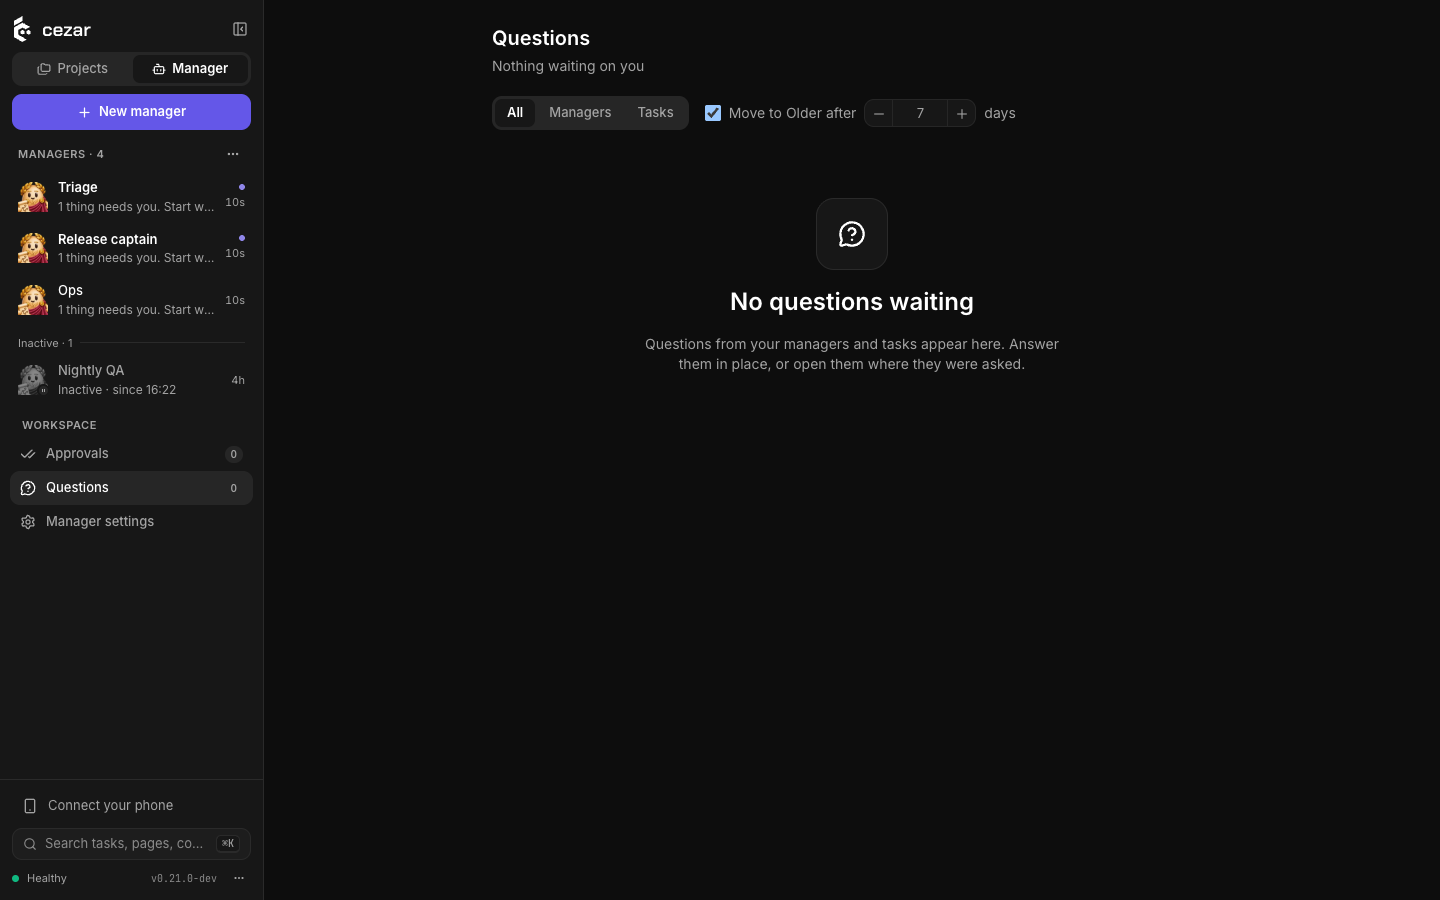 cezar
Projects
Manager
New manager
MANAGERS · 4
Triage
1 thing needs you. Start w...
10s
Release captain
1 thing needs you. Start w...
10s
Ops
1 thing needs you. Start w...
10s
Inactive · 1
Nightly QA
Inactive · since 16:22
4h
WORKSPACE
Approvals
0
Questions
0
Manager settings
Connect your phone
Search tasks, pages, co...
⌘K
Healthy
v0.21.0-dev
Questions
Nothing waiting on you
All
Managers
Tasks
Move to Older after
7
days
No questions waiting
Questions from your managers and tasks appear here. Answer
them in place, or open them where they were asked.